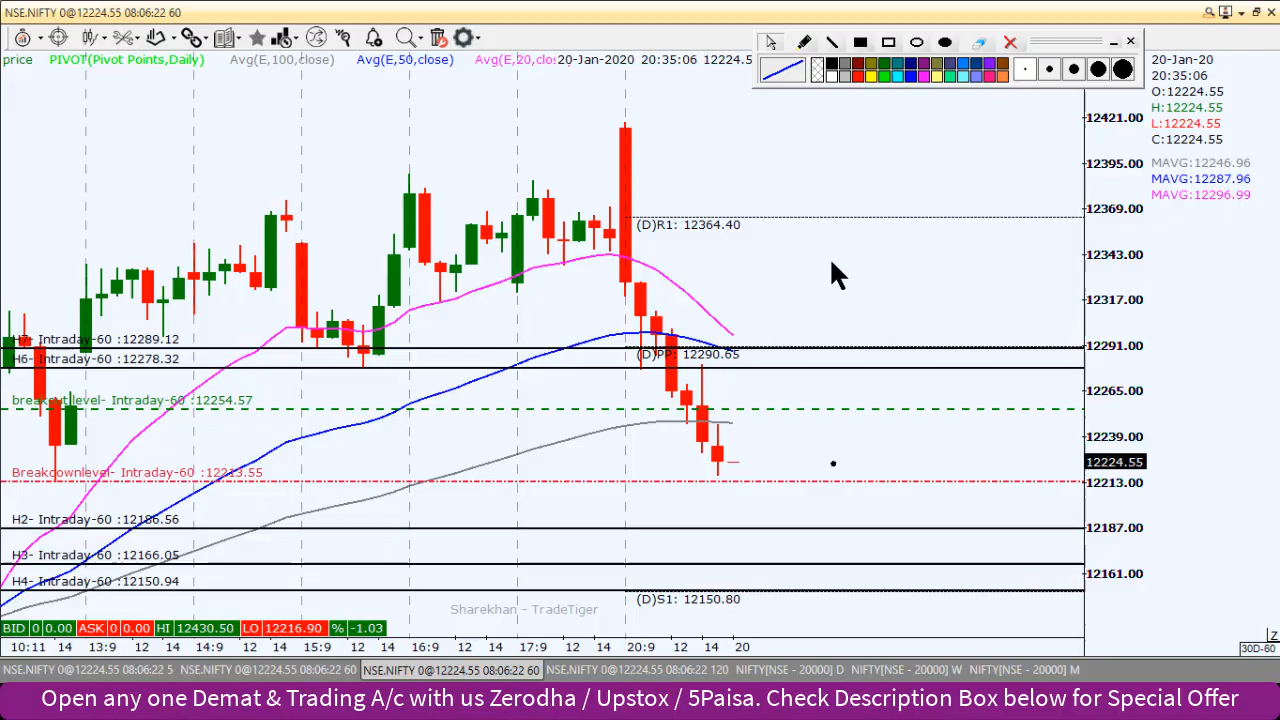 NSE.NIFTY 0@12224.55 08:06:22 60
price PIVOT(Pivot Points,Daily) Avg(E,100,close) Avg(E,50,close) Avg(E,20,clos 20-Jan-2020 20:35:06 12224.5
20-Jan-20
20:35:06
O:12224.55
H:12224.55
L:12224.55
C:12224.55
MAVG:12246.96
MAVG:12287.96
MAVG:12296.99
12421.00
12395.00
12369.00
12343.00
12317.00
12291.00
12265.00
12239.00
12224.55
12213.00
12187.00
12161.00
(D)R1: 12364.40
H7- Intraday-60 :12289.12
(D)PP: 12290.65
H6- Intraday-60 :12278.32
breakout level- Intraday-60 :12254.57
Breakdownlevel- Intraday-60 :12213.55
H2- Intraday-60 :12186.56
H3- Intraday-60 :12166.05
H4- Intraday-60 :12150.94
(D)S1: 12150.80
Sharekhan - TradeTiger
BID 0 0.00 ASK 0 0.00 HI 12430.50 LO 12216.90 % -1.03
10:11 14 13:9 12 14 14:9 12 14 15:9 12 14 16:9 12 14 17:9 12 14 20:9 12 14 20
Z
30D-60
NSE.NIFTY 0@12224.55 08:06:22 5 NSE.NIFTY 0@12224.55 08:06:22 60 NSE.NIFTY 0@12224.55 08:06:22 60 NSE.NIFTY 0@12224.55 08:06:22 120 NIFTY[NSE - 20000] D NIFTY[NSE - 20000] W NIFTY[NSE - 20000] M
Open any one Demat & Trading A/c with us Zerodha / Upstox / 5Paisa. Check Description Box below for Special Offer